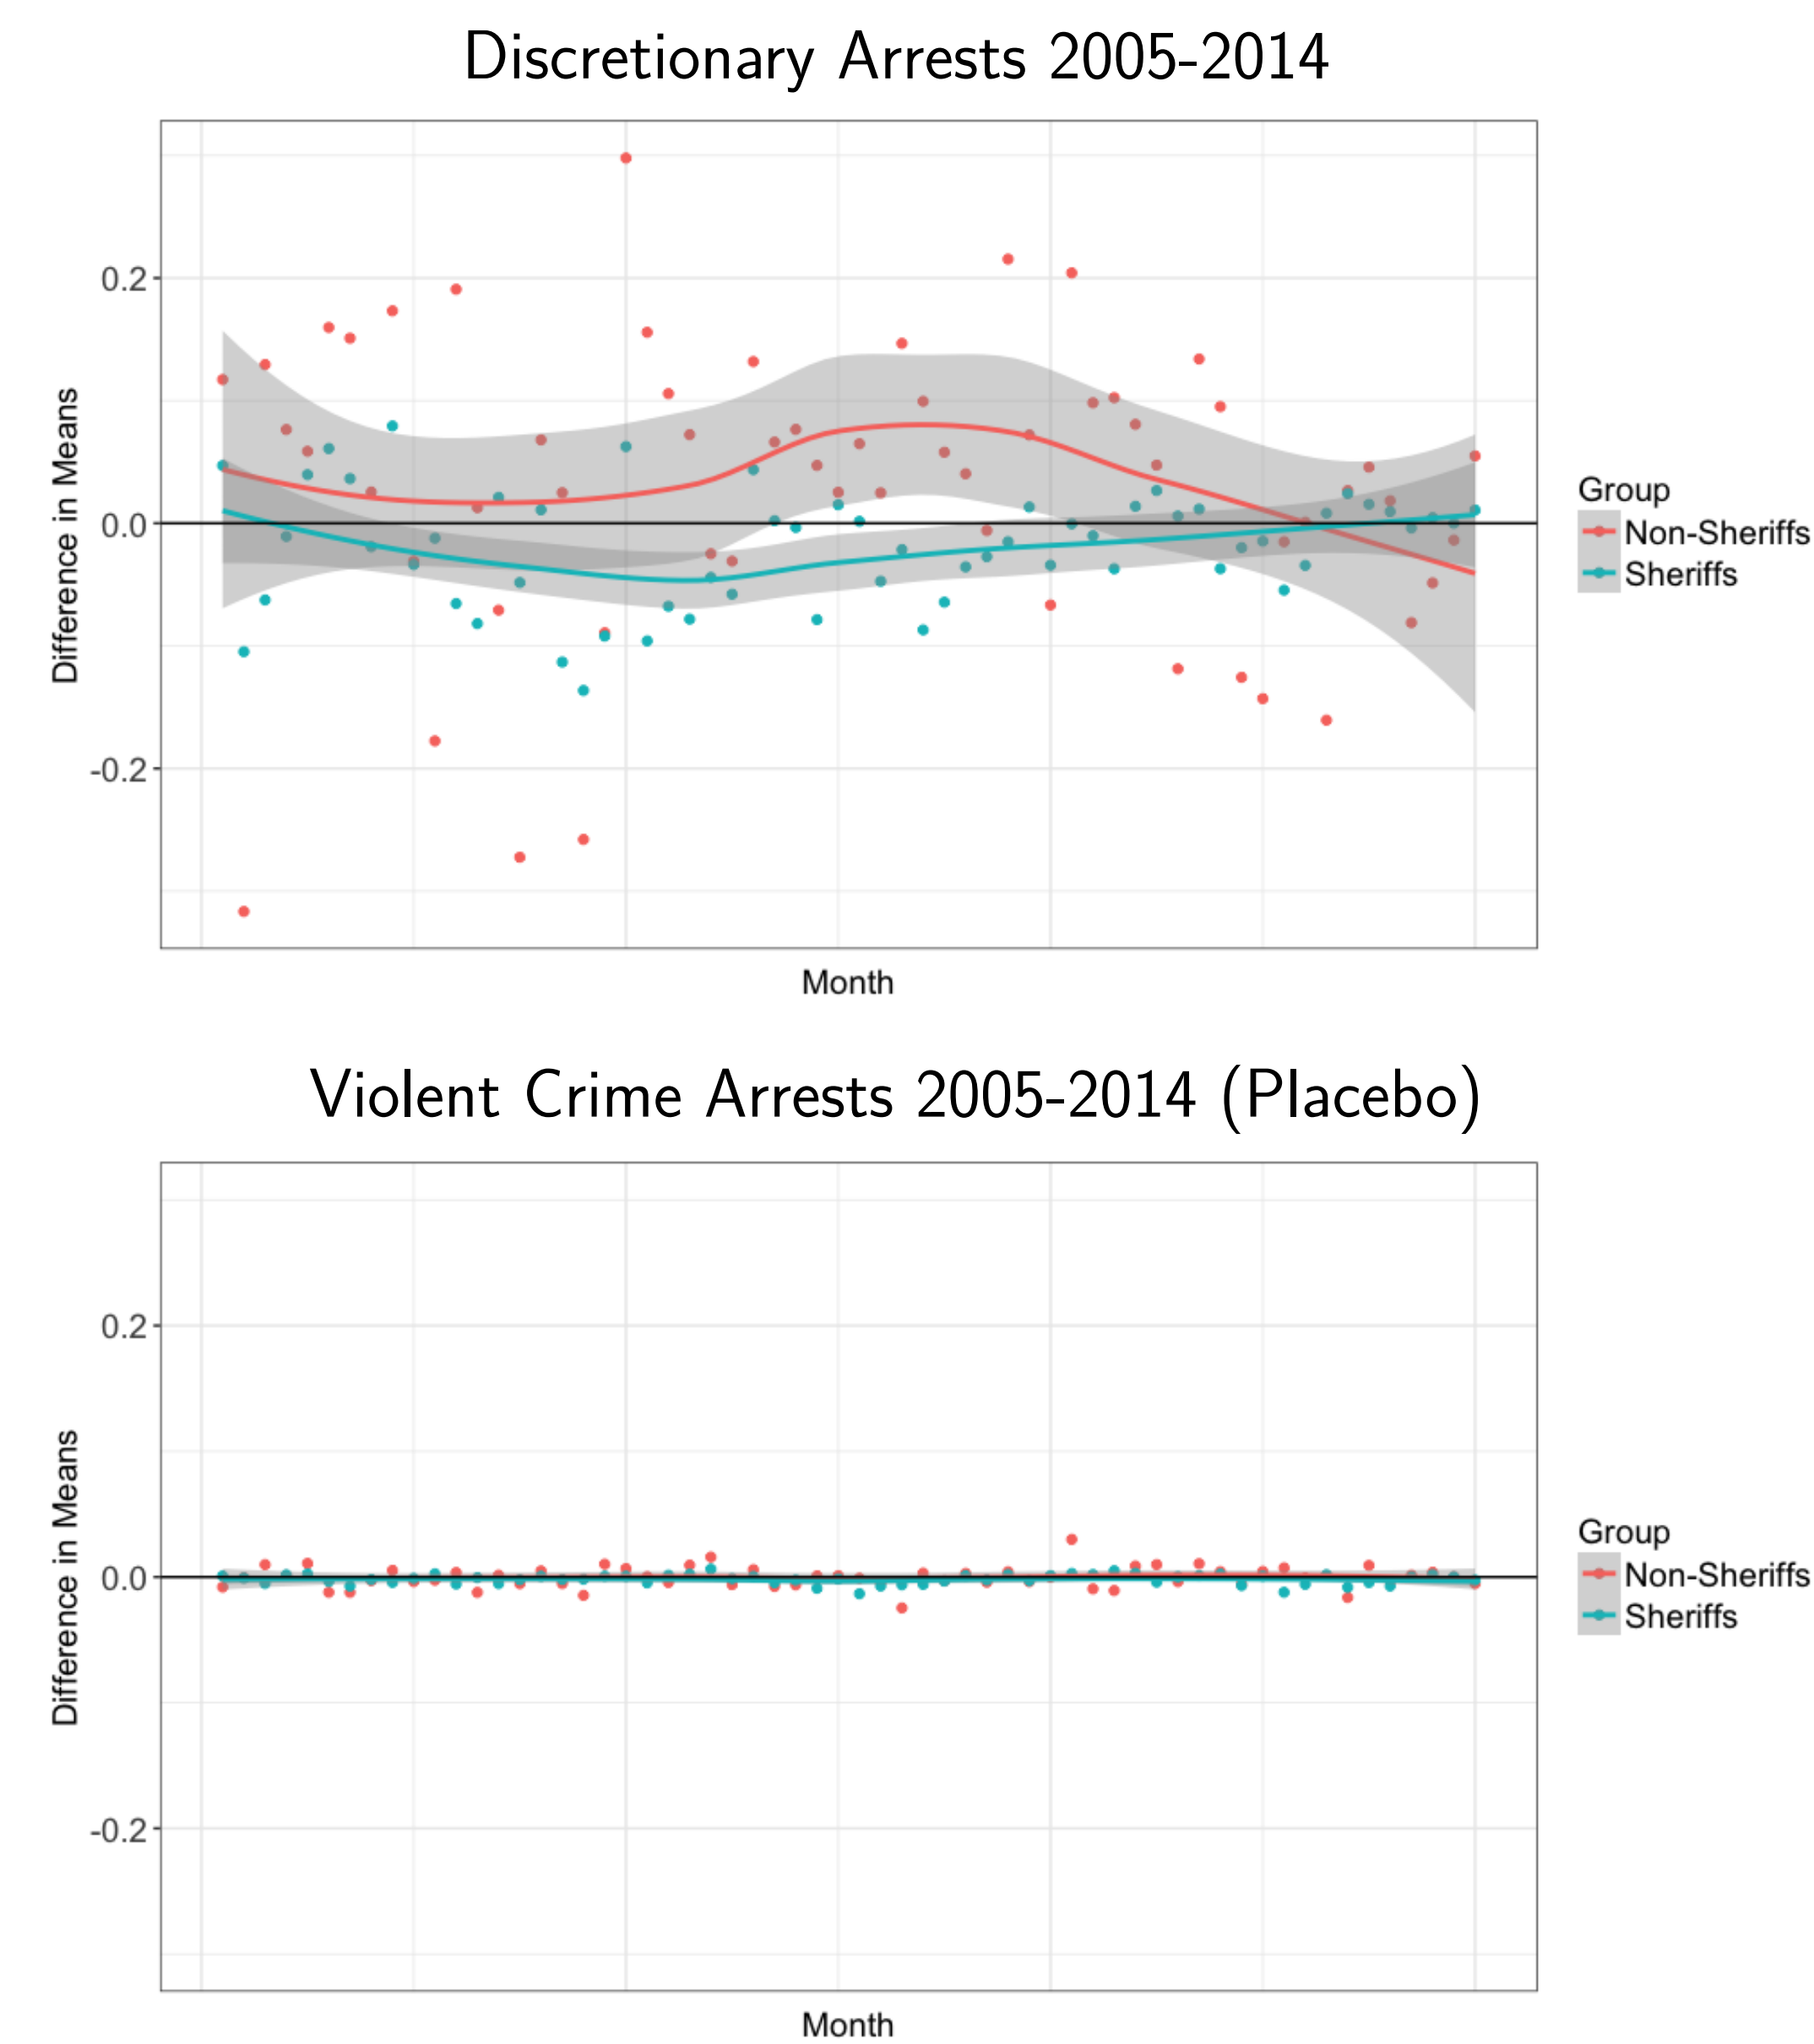 Discretionary Arrests 2005-2014
Difference in Means
0.2
0.0
-0.2
Month
Group
Non-Sheriffs
Sheriffs
Violent Crime Arrests 2005-2014 (Placebo)
Difference in Means
0.2
0.0
-0.2
Month
Group
Non-Sheriffs
Sheriffs